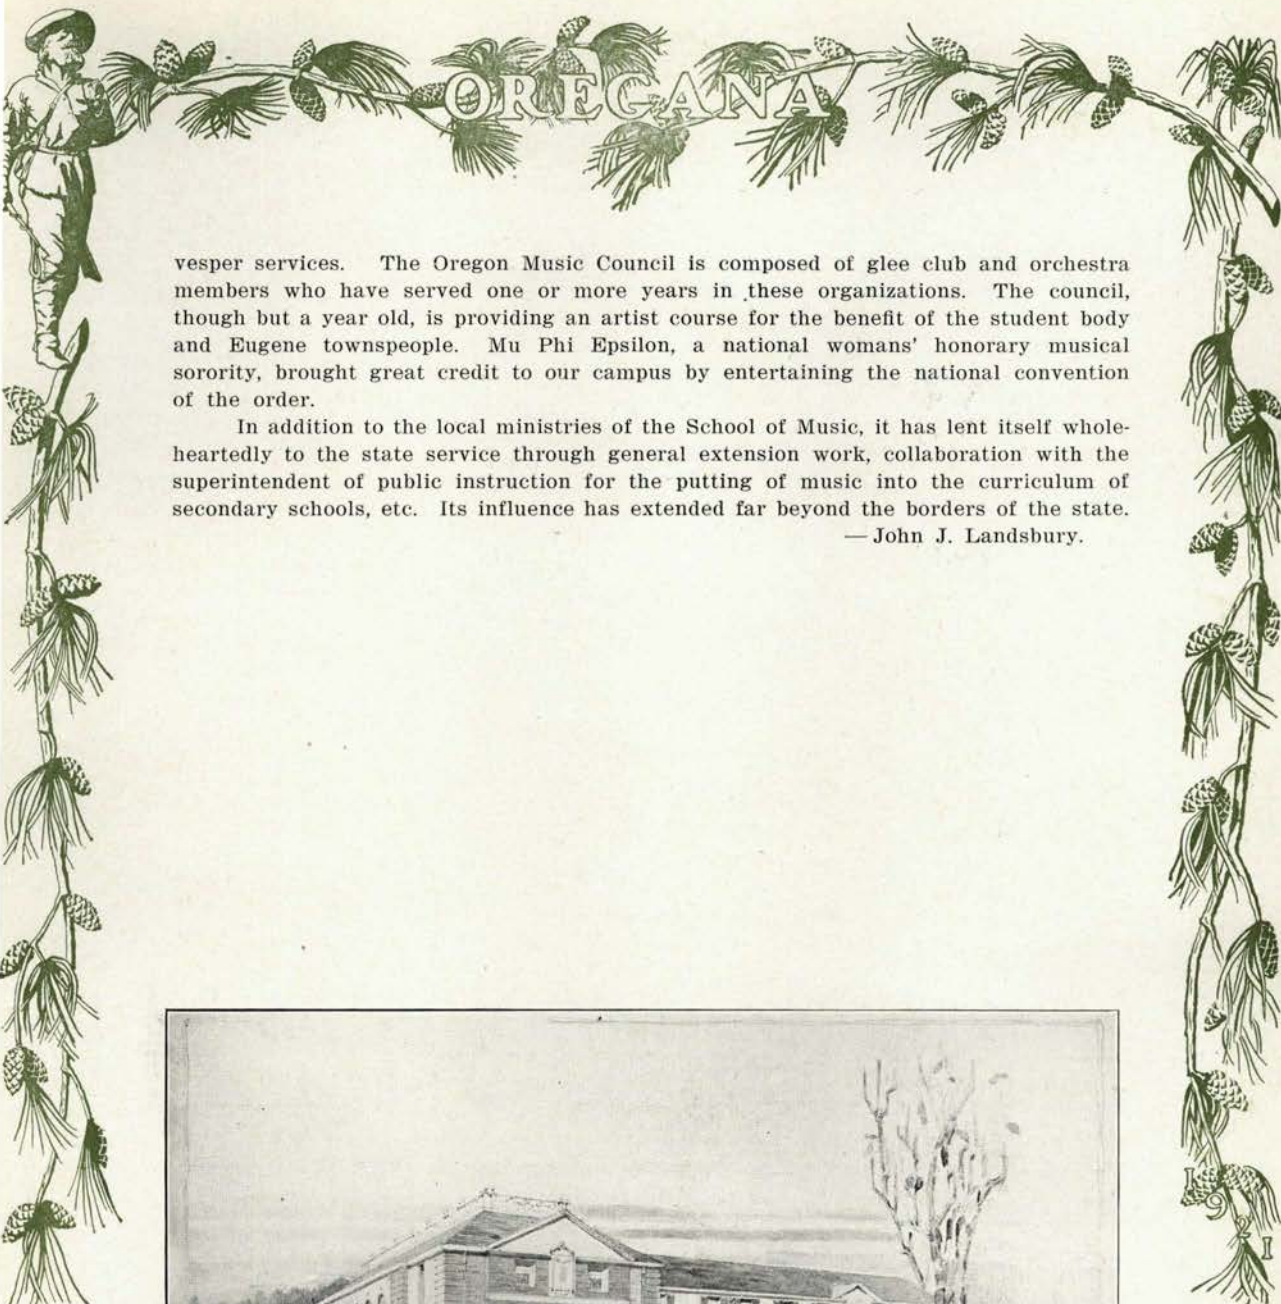 OREGANA
vesper services. The Oregon Music Council is composed of glee club and orchestra
members who have served one or more years in these organizations. The council,
though but a year old, is providing an artist course for the benefit of the student body
and Eugene townspeople. Mu Phi Epsilon, a national womans' honorary musical
sorority, brought great credit to our campus by entertaining the national convention
of the order.
In addition to the local ministries of the School of Music, it has lent itself whole-
heartedly to the state service through general extension work, collaboration with the
superintendent of public instruction for the putting of music into the curriculum of
secondary schools, etc. Its influence has extended far beyond the borders of the state.
— John J. Landsbury.
1921